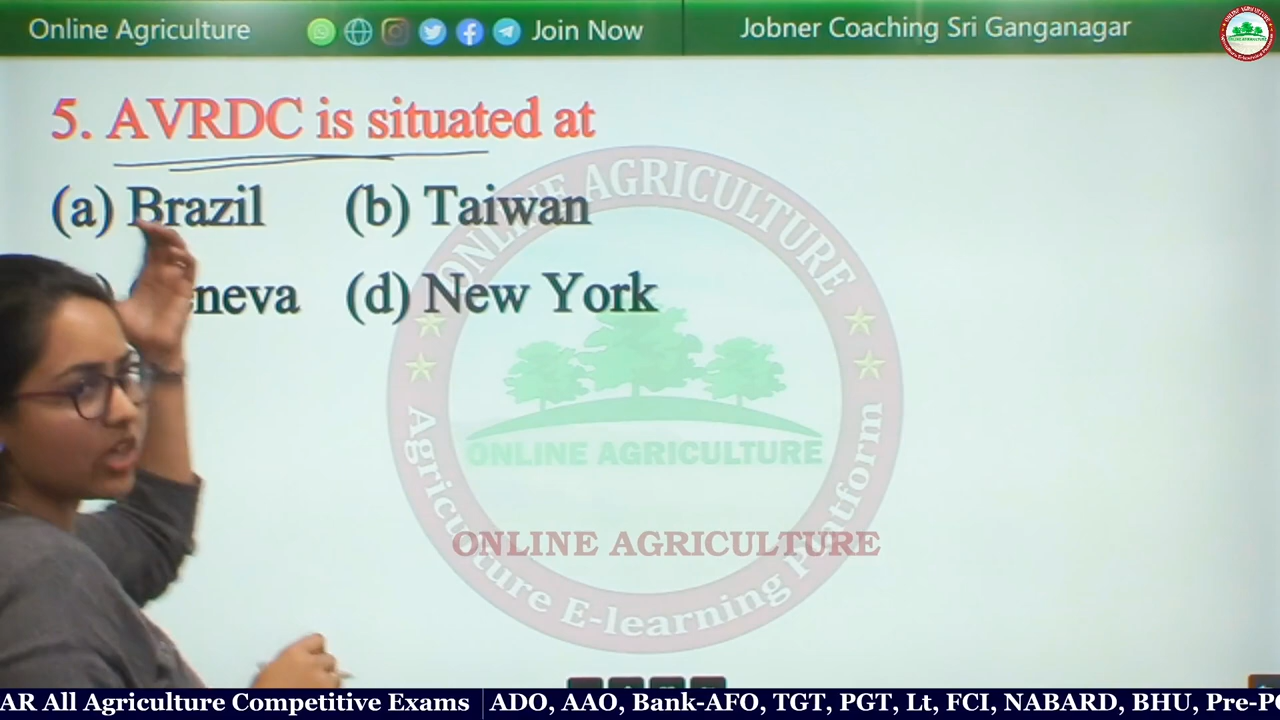 Online Agriculture Join Now Jobner Coaching Sri Ganganagar
5. AVRDC is situated at
(a) Brazil (b) Taiwan
neva (d) New York
ONLINE AGRICULTURE
ONLINE AGRICULTURE
ONLINE AGRICULTURE
Agriculture E-learning Platform
AR All Agriculture Competitive Exams ADO, AAO, Bank-AFO, TGT, PGT, Lt, FCI, NABARD, BHU, Pre-P